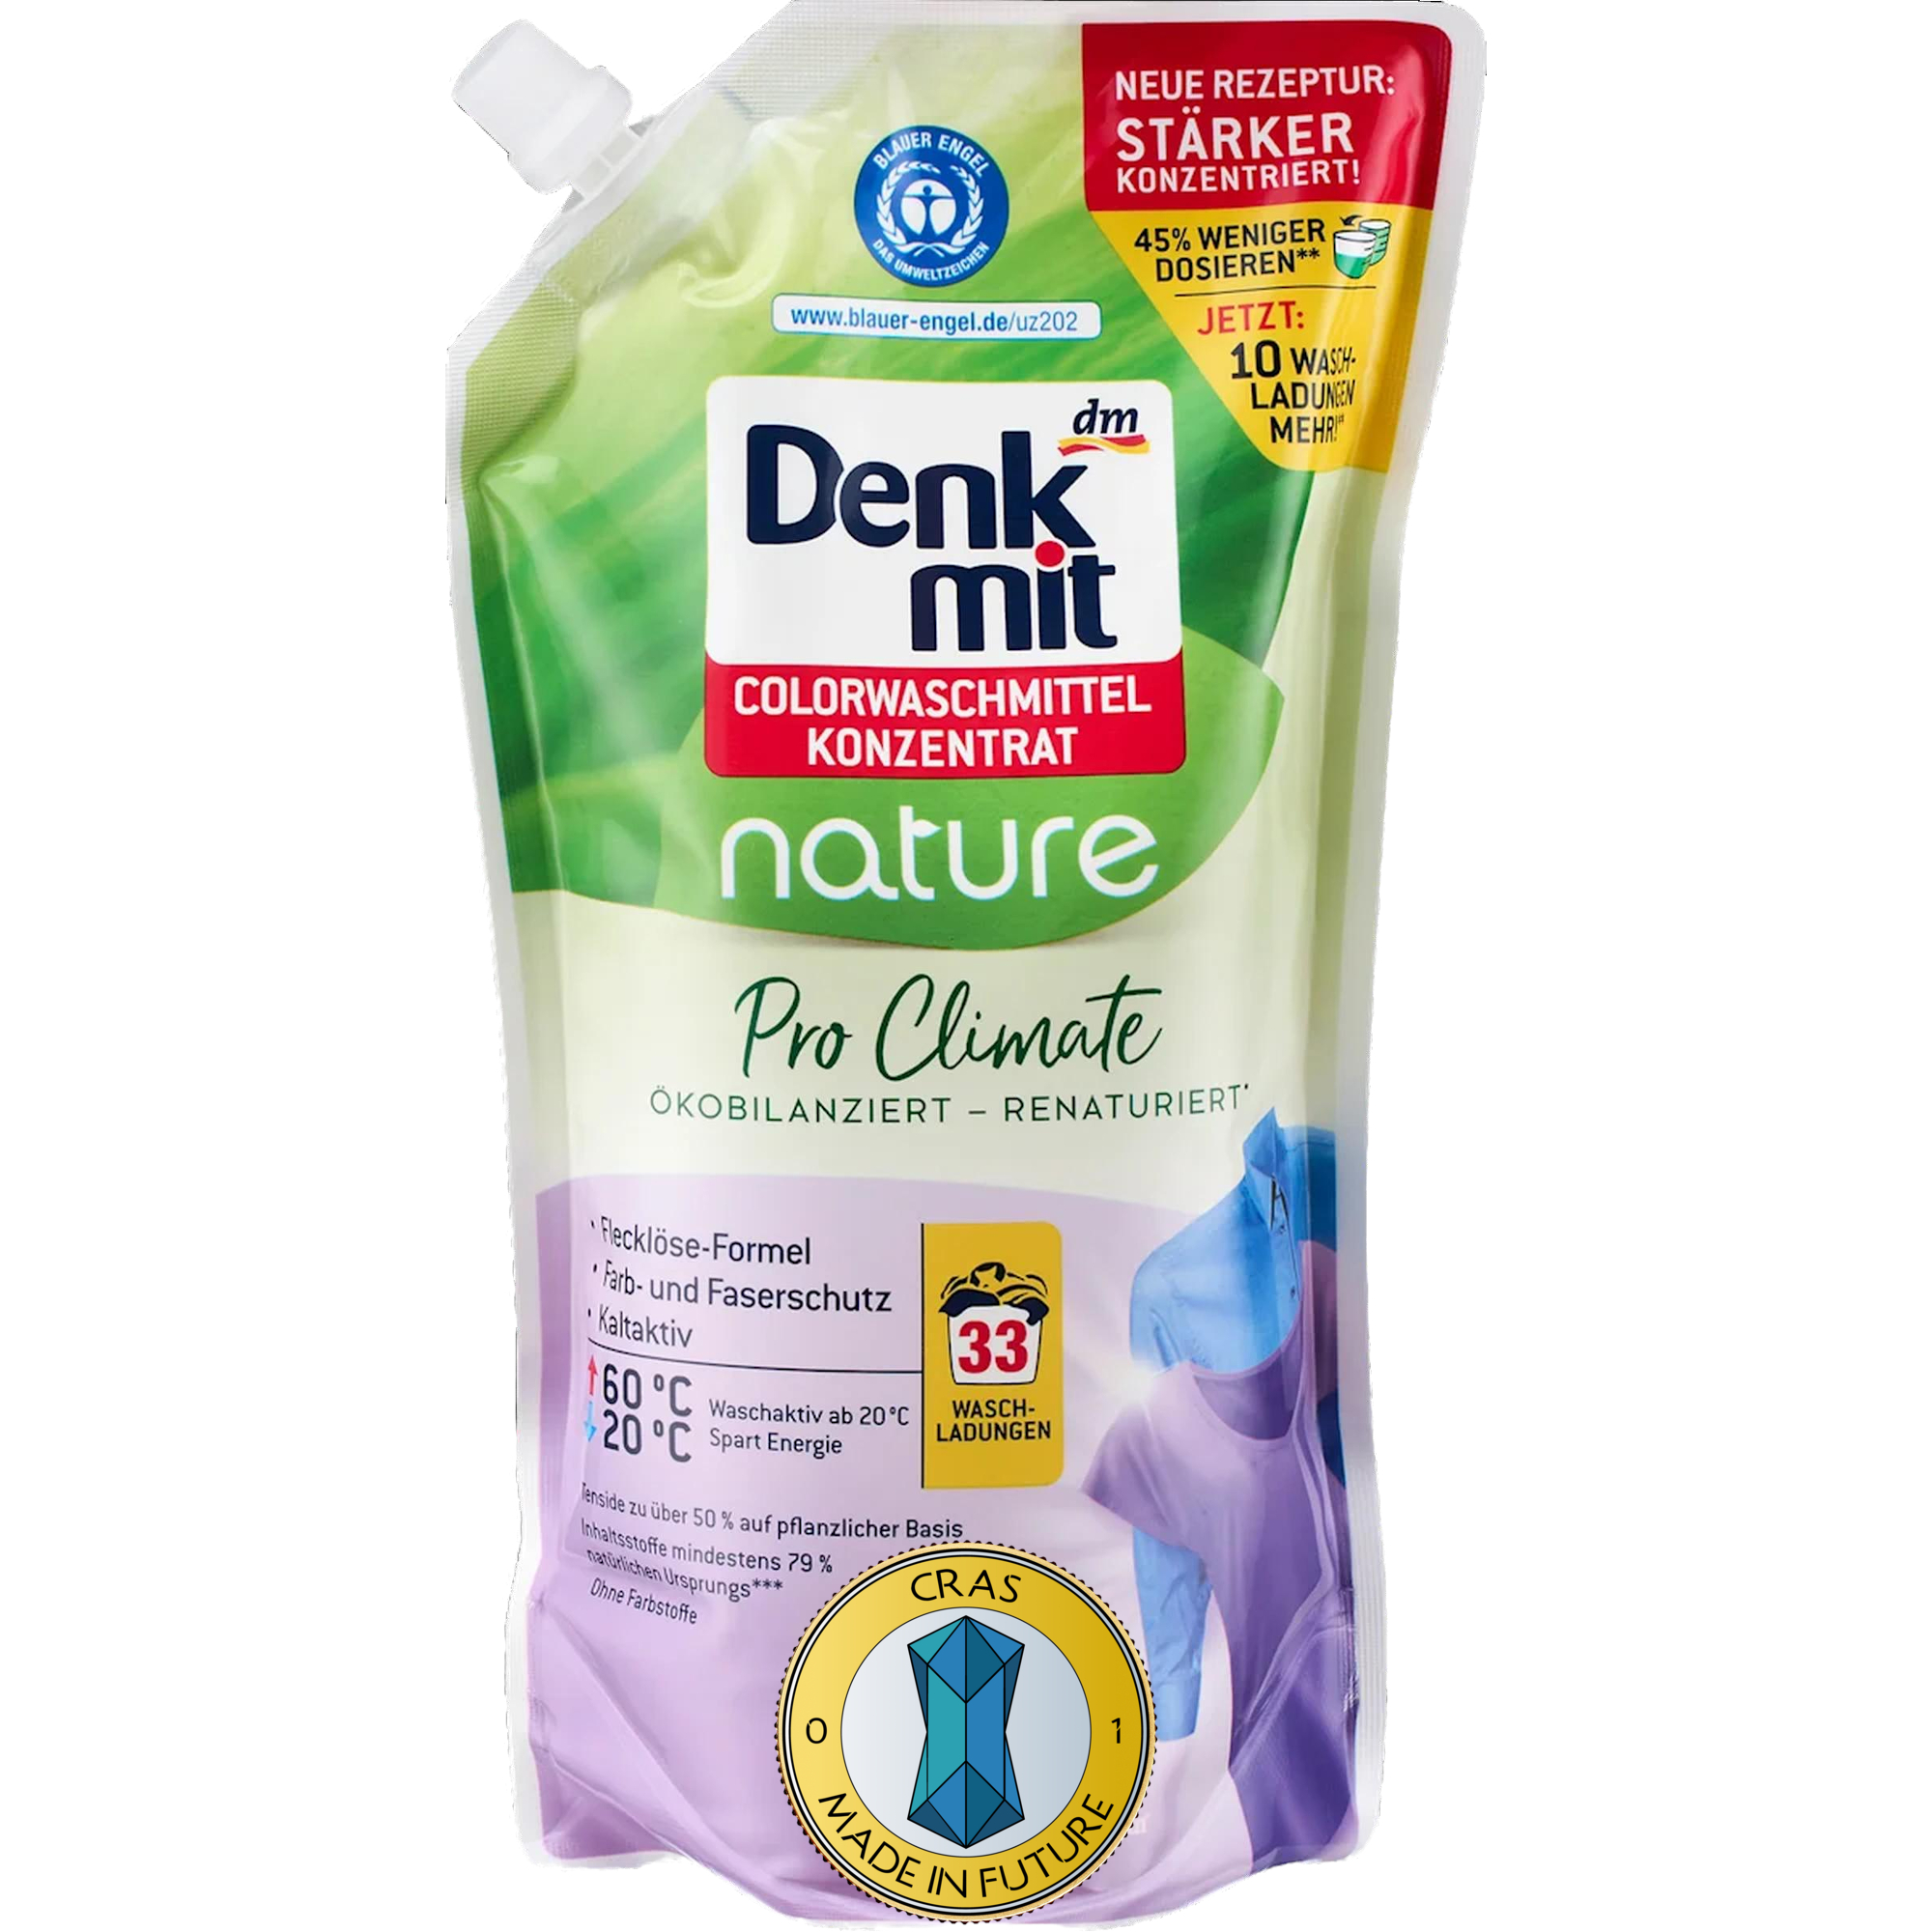 NEUE REZEPTUR:
STÄRKER
KONZENTRIERT!
45% WENIGER
DOSIEREN**
JETZT:
10 WASCH-
LADUNGEN
MEHR!**
BLAUER ENGEL
DAS UMWELTZEICHEN
www.blauer-engel.de/uz202
dm
Denk
mit
COLORWASCHMITTEL
KONZENTRAT
nature
Pro Climate
ÖKOBILANZIERT – RENATURIERT*
• Flecklöse-Formel
• Farb- und Faserschutz
• Kaltaktiv
60 °C
20 °C
Waschaktiv ab 20 °C
Spart Energie
33
WASCH-
LADUNGEN
Tenside zu über 50 % auf pflanzlicher Basis
Inhaltsstoffe mindestens 79 %
natürlichen Ursprungs***
Ohne Farbstoffe
CRAS
0 1
MADE IN FUTURE